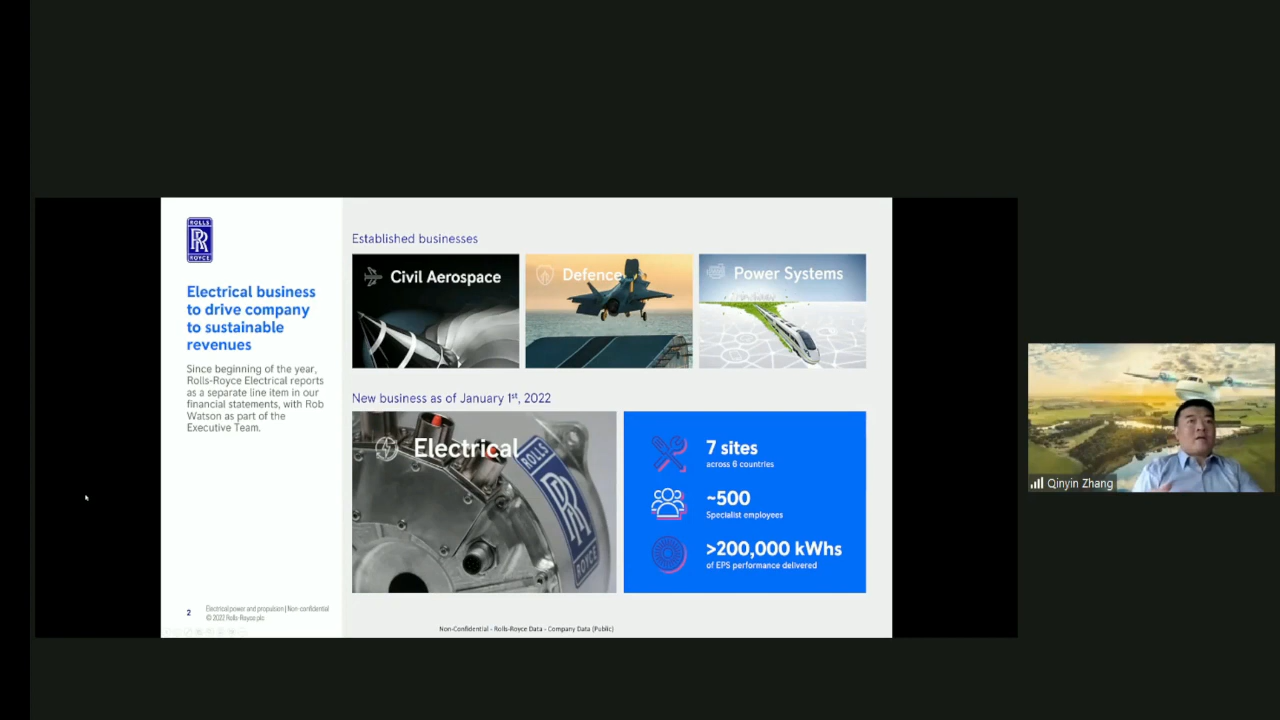 ROLLS
RR
ROYCE
Electrical business
to drive company
to sustainable
revenues
Since beginning of the year,
Rolls-Royce Electrical reports
as a separate line item in our
financial statements, with Rob
Watson as part of the
Executive Team.
2
Electrical power and propulsion | Non-confidential
© 2022 Rolls-Royce plc
Established businesses
Civil Aerospace
Defence
Power Systems
New business as of January 1st, 2022
Electrical
ROLLS
RR
ROYCE
7 sites
across 6 countries
~500
Specialist employees
>200,000 kWhs
of EPS performance delivered
Non-Confidential - Rolls-Royce Data - Company Data (Public)
Qinyin Zhang